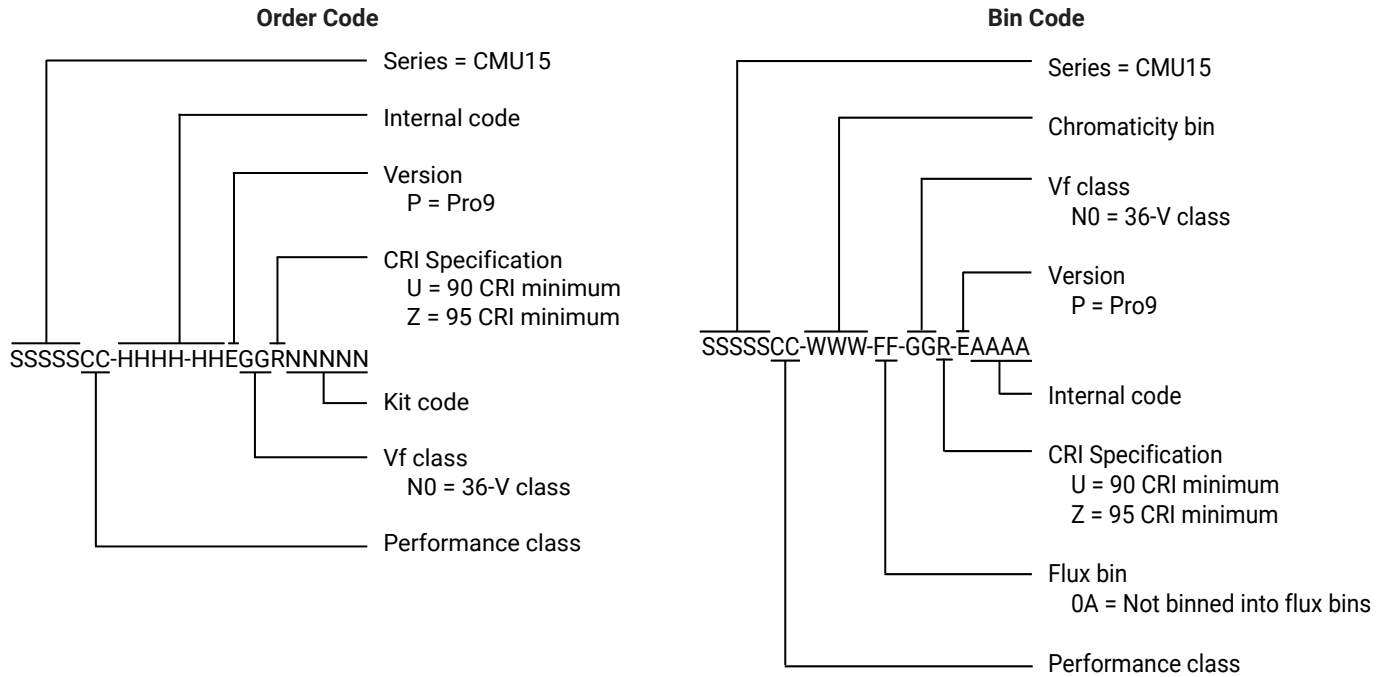 Order Code
Series = CMU15
Internal code
Version
P = Pro9
CRI Specification
U = 90 CRI minimum
Z = 95 CRI minimum
SSSSSCC-HHHH-HHEGGRNNNNN
Kit code
Vf class
N0 = 36-V class
Performance class
Bin Code
Series = CMU15
Chromaticity bin
Vf class
N0 = 36-V class
Version
P = Pro9
SSSSSCC-WWW-FF-GGR-EAAAA
Internal code
CRI Specification
U = 90 CRI minimum
Z = 95 CRI minimum
Flux bin
0A = Not binned into flux bins
Performance class